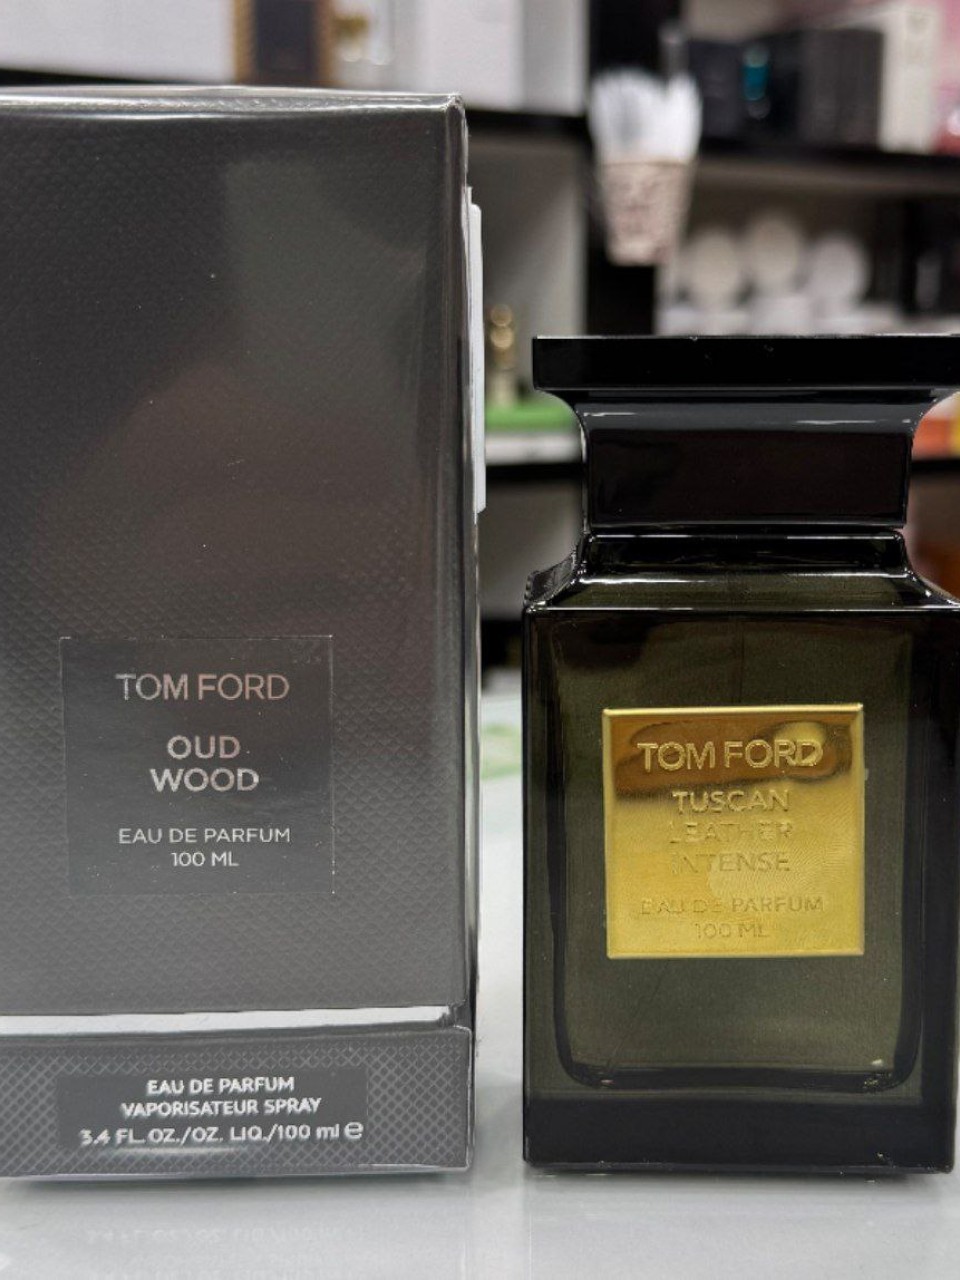 TOM FORD
OUD
WOOD
EAU DE PARFUM
100 ML
EAU DE PARFUM
VAPORISATEUR SPRAY
3.4 FL. OZ./OZ. LIQ./100 ml e
TOM FORD
TUSCAN
LEATHER
INTENSE
EAU DE PARFUM
100 ML